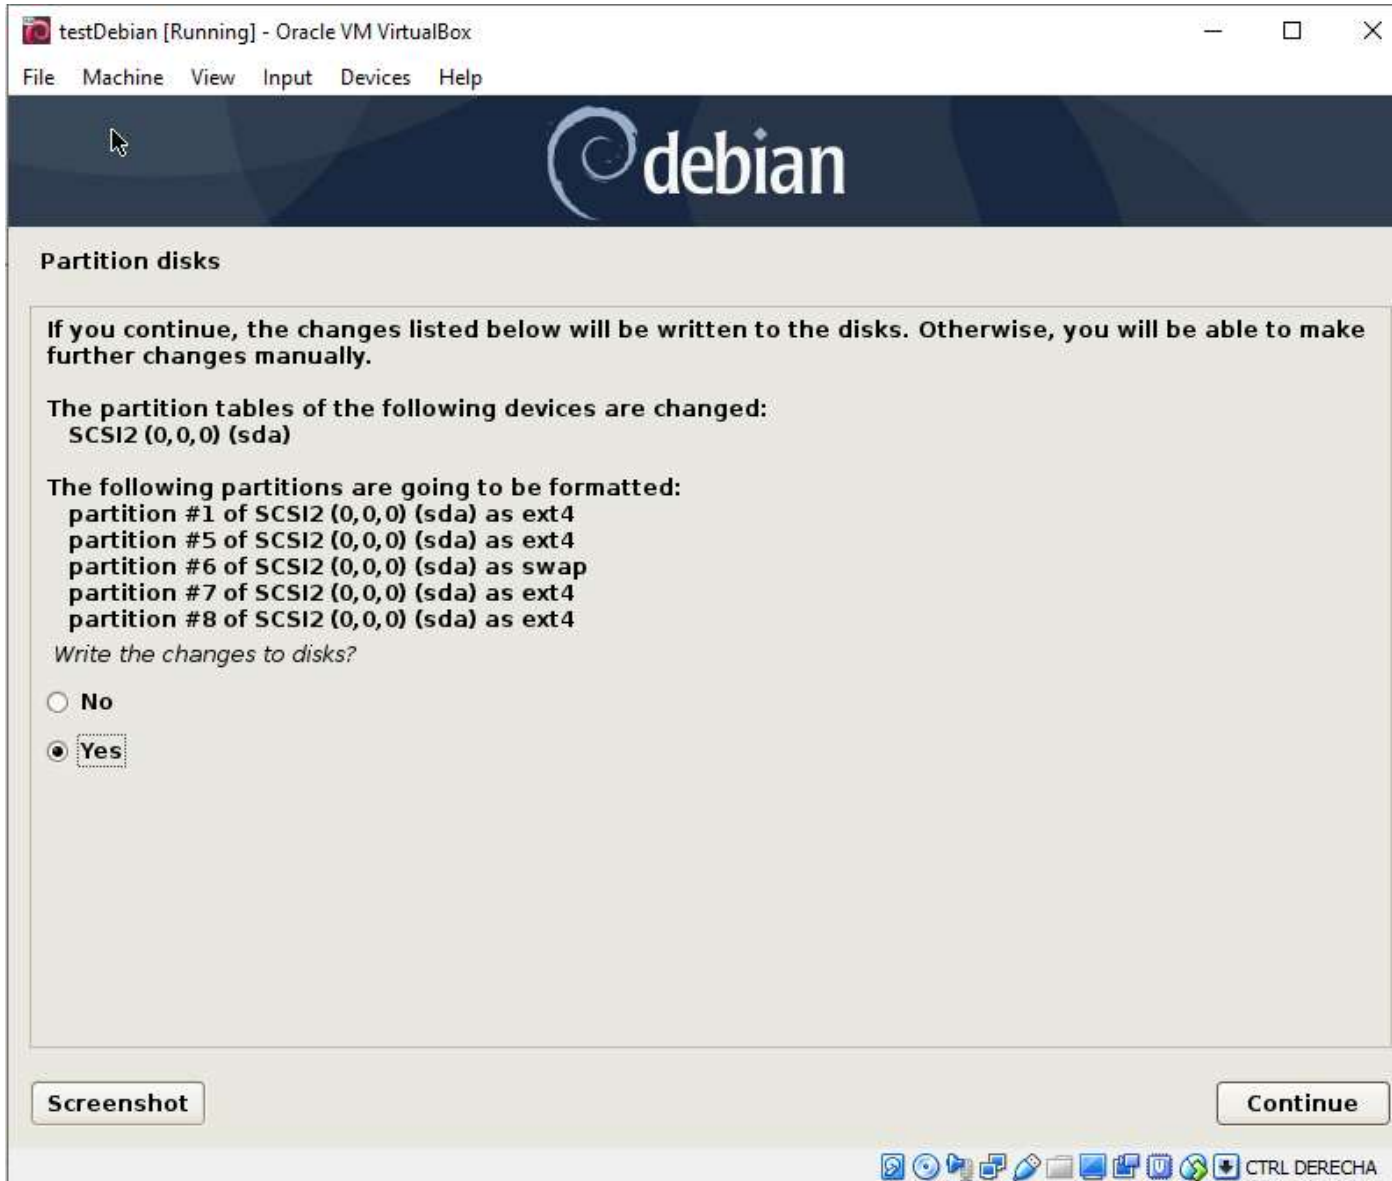 testDebian [Running] - Oracle VM VirtualBox
File Machine View Input Devices Help
debian
Partition disks
If you continue, the changes listed below will be written to the disks. Otherwise, you will be able to make
further changes manually.
The partition tables of the following devices are changed:
SCSI2 (0,0,0) (sda)
The following partitions are going to be formatted:
partition #1 of SCSI2 (0,0,0) (sda) as ext4
partition #5 of SCSI2 (0,0,0) (sda) as ext4
partition #6 of SCSI2 (0,0,0) (sda) as swap
partition #7 of SCSI2 (0,0,0) (sda) as ext4
partition #8 of SCSI2 (0,0,0) (sda) as ext4
Write the changes to disks?
No
Yes
Screenshot
Continue
CTRL DERECHA